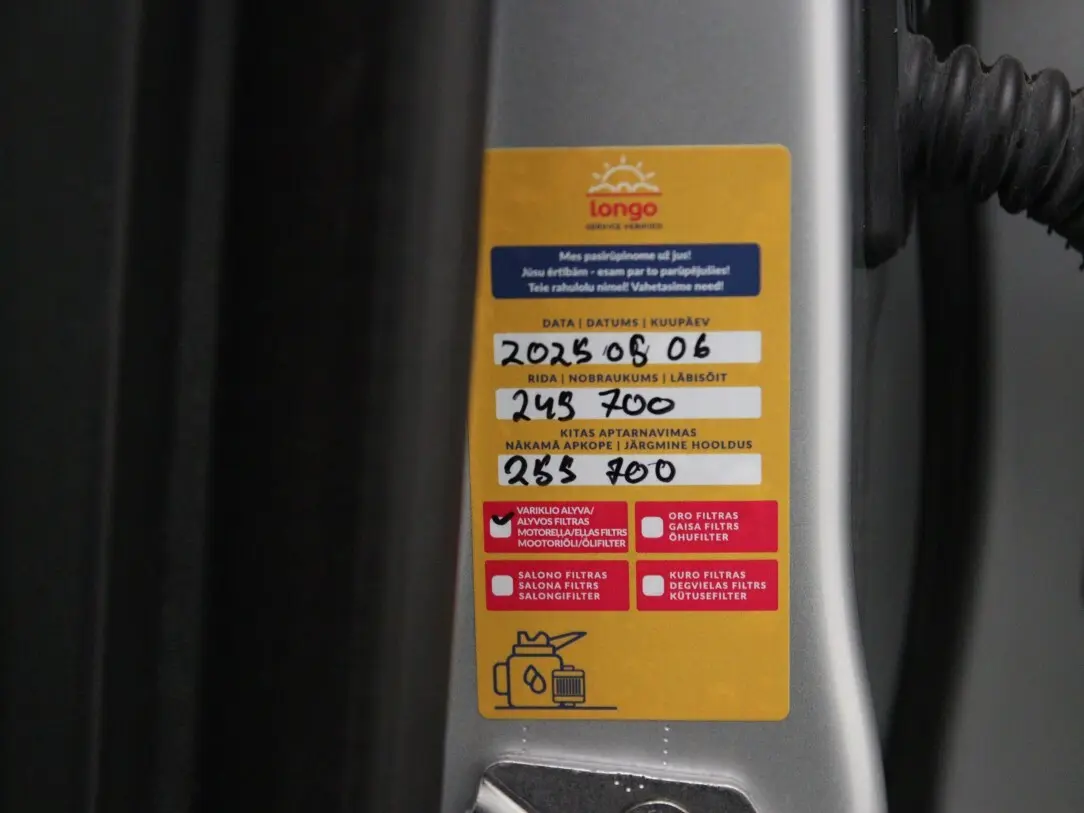 longo
SERVICE VERIFIED
Mes pasirūpinome už jus!
Jūsu ērtībām - esam par to parūpējušies!
Teie rahulolu nimel! Vahetasime need!
DATA | DATUMS | KUUPÄEV
2025 08 06
RIDA | NOBRAUKUMS | LÄBISÕIT
245 700
KITAS APTARNAVIMAS
NĀKAMĀ APKOPE | JÄRGMINE HOOLDUS
255 700
VARIKLIO ALYVA/
ALYVOS FILTRAS
MOTOREĻĻA/EĻĻAS FILTRS
MOOTORIÕLI/ÕLIFILTER
ORO FILTRAS
GAISA FILTRS
ÕHUFILTER
SALONO FILTRAS
SALONA FILTRS
SALONGIFILTER
KURO FILTRAS
DEGVIELAS FILTRS
KÜTUSEFILTER